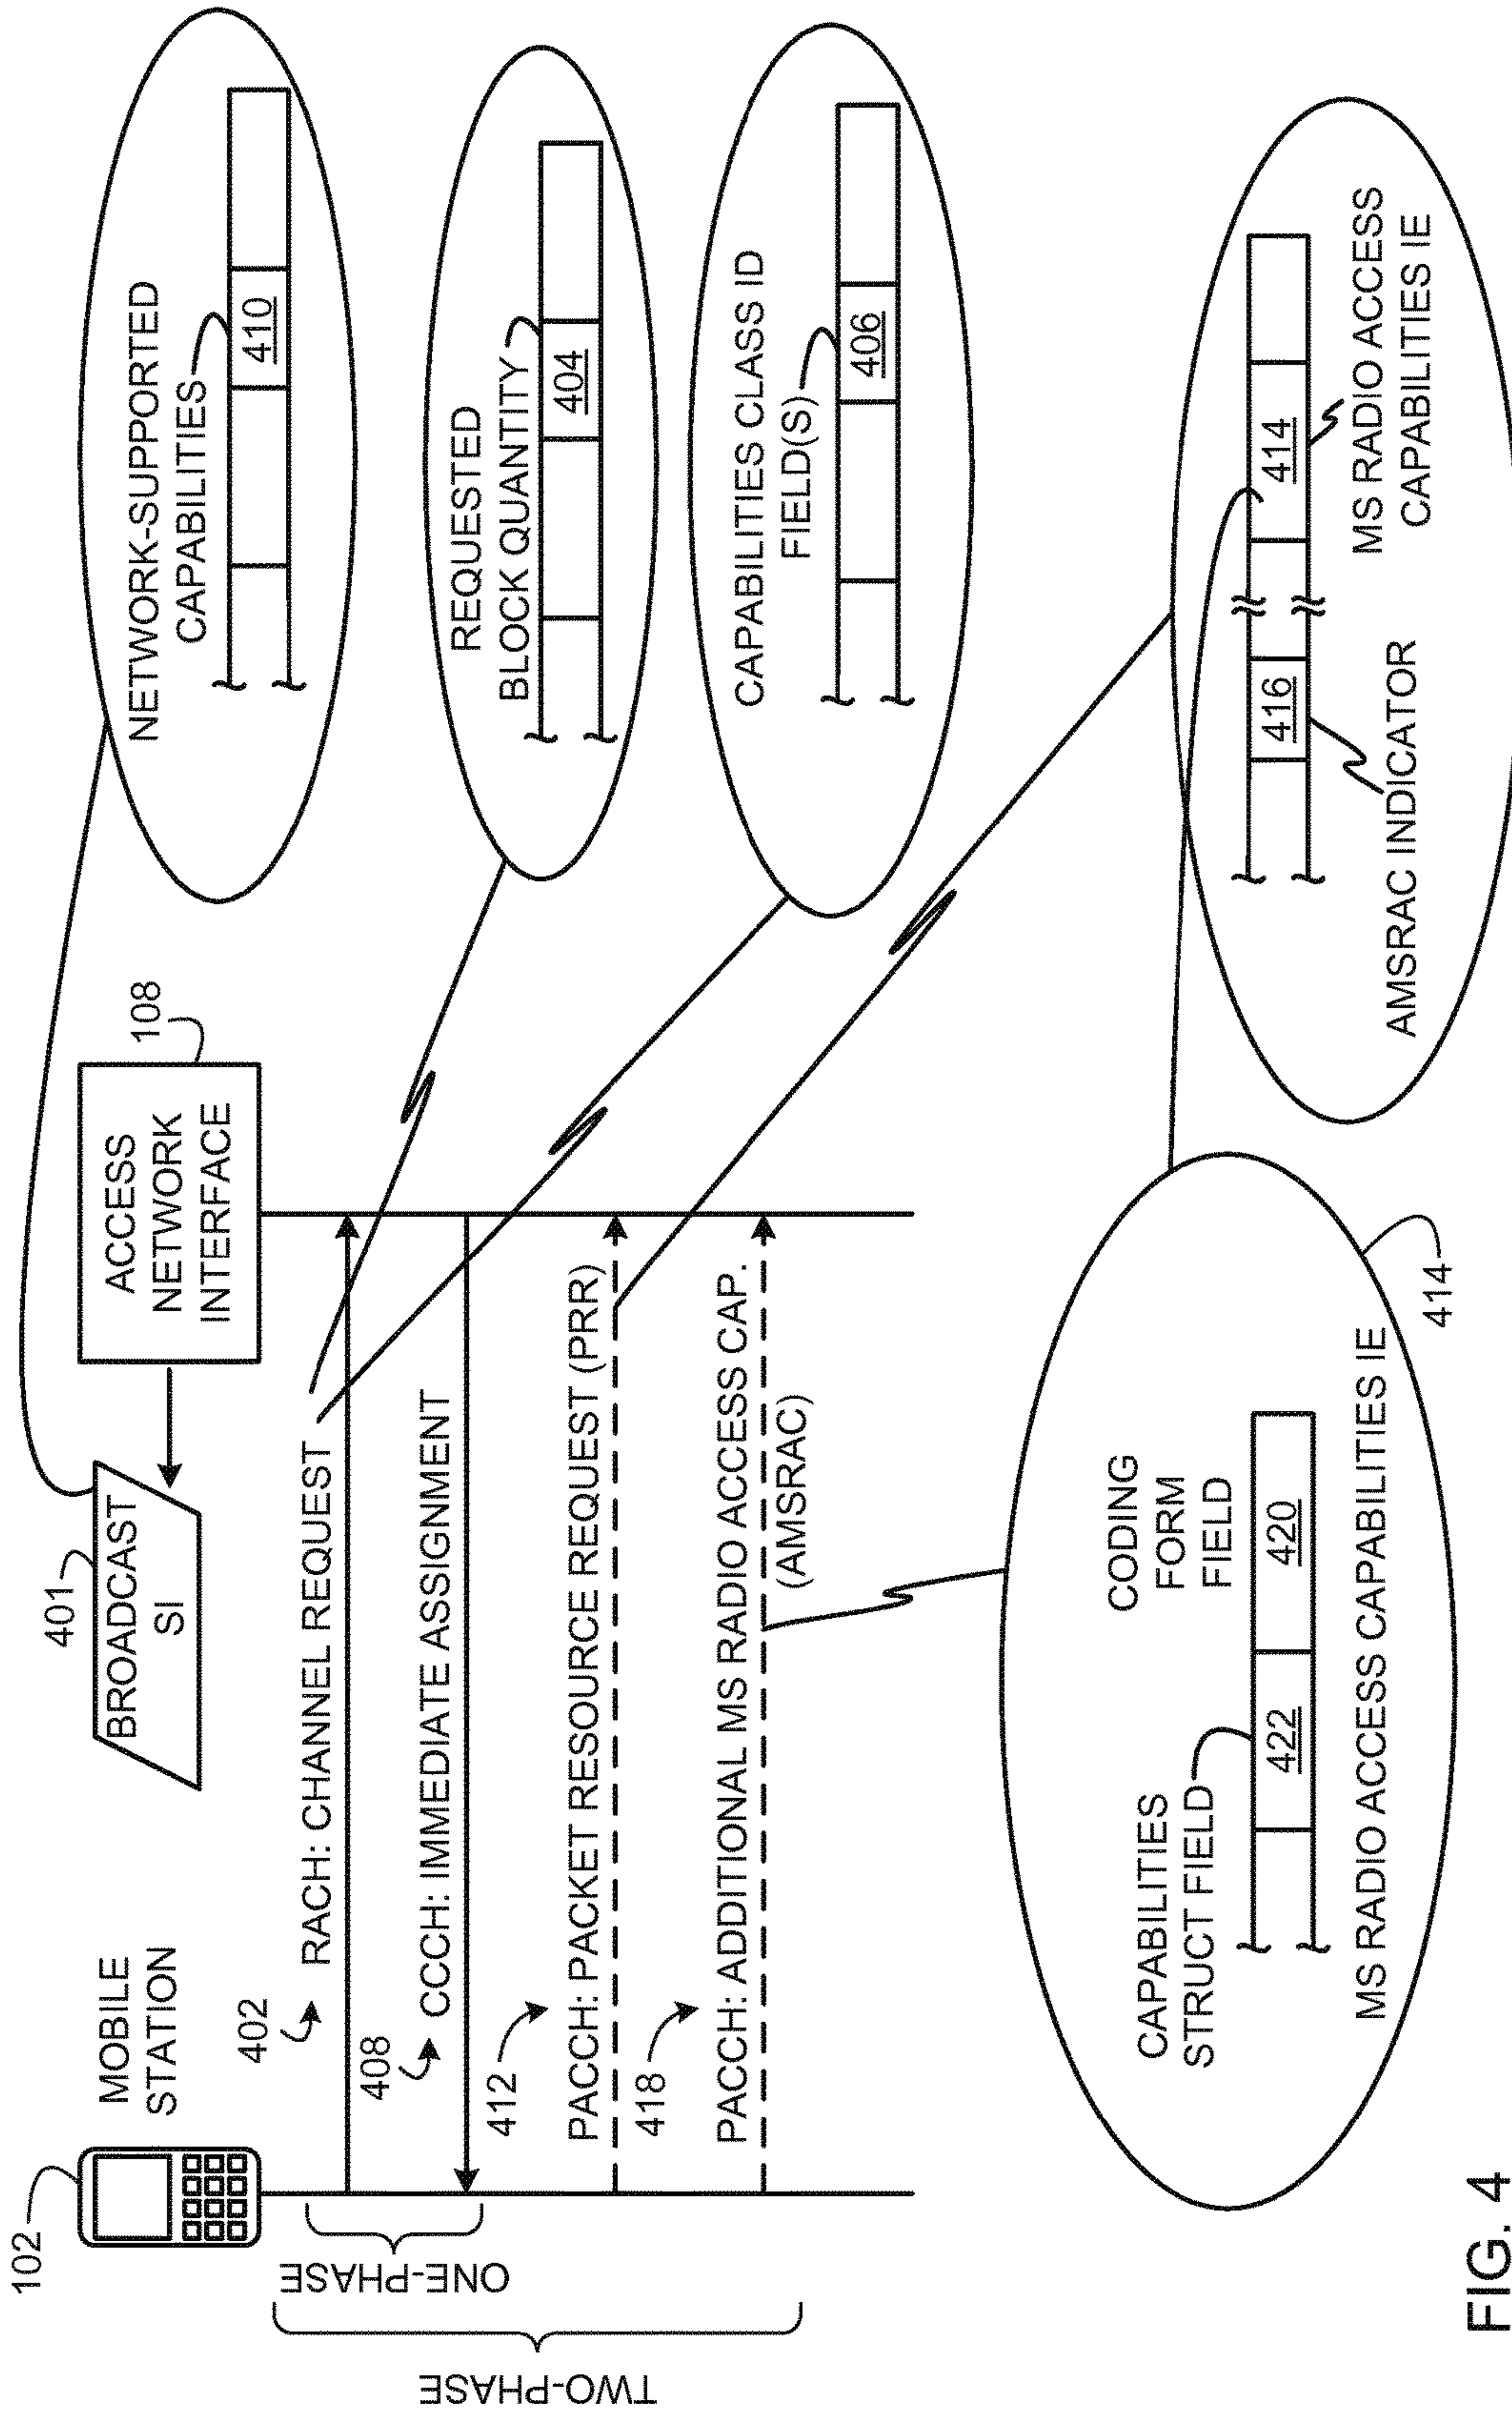 102
MOBILE
STATION
401
BROADCAST
SI
ACCESS
NETWORK
INTERFACE
108
NETWORK-SUPPORTED
CAPABILITIES
410
TWO-PHASE
ONE-PHASE
402
RACH: CHANNEL REQUEST
408
CCCH: IMMEDIATE ASSIGNMENT
412
PACCH: PACKET RESOURCE REQUEST (PRR)
418
PACCH: ADDITIONAL MS RADIO ACCESS CAP.
(AMSRAC)
REQUESTED
BLOCK QUANTITY
404
CAPABILITIES CLASS ID
FIELD(S)
406
CAPABILITIES
STRUCT FIELD
422
CODING
FORM
FIELD
420
MS RADIO ACCESS CAPABILITIES IE
414
416
414
AMSRAC INDICATOR
MS RADIO ACCESS
CAPABILITIES IE
FIG. 4